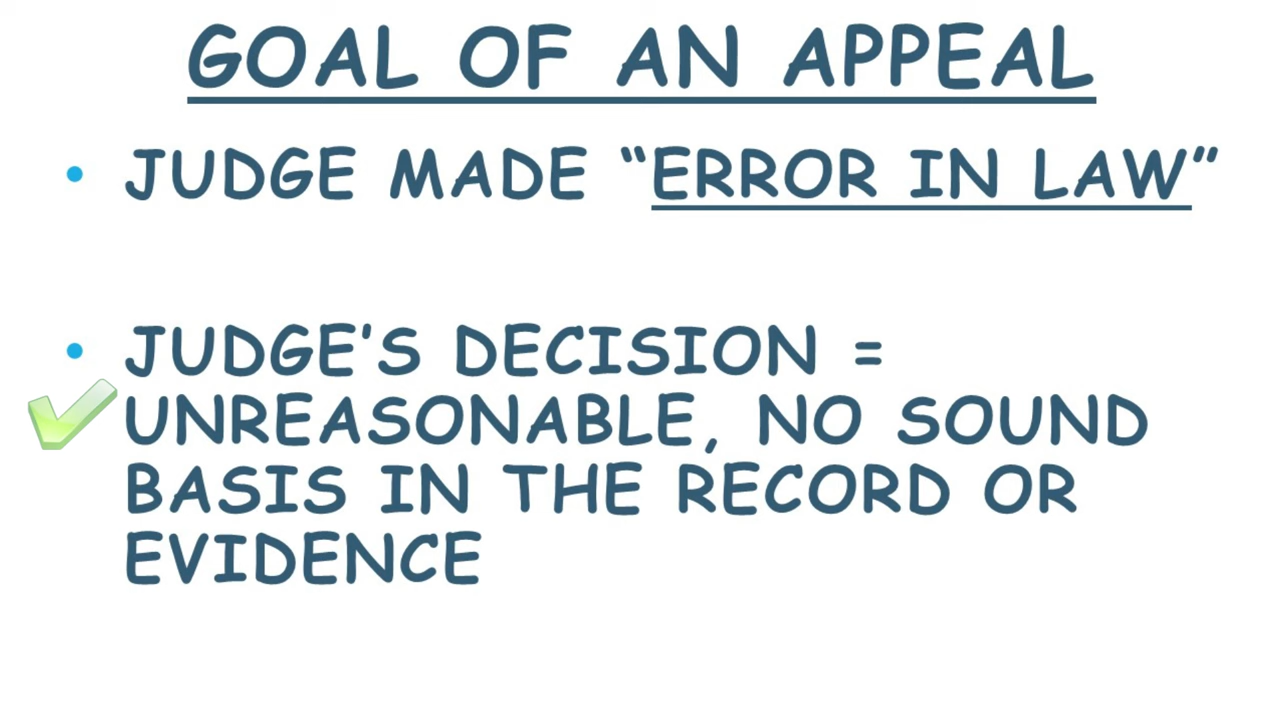 GOAL OF AN APPEAL
• JUDGE MADE “ERROR IN LAW”
• JUDGE’S DECISION =
UNREASONABLE, NO SOUND
BASIS IN THE RECORD OR
EVIDENCE